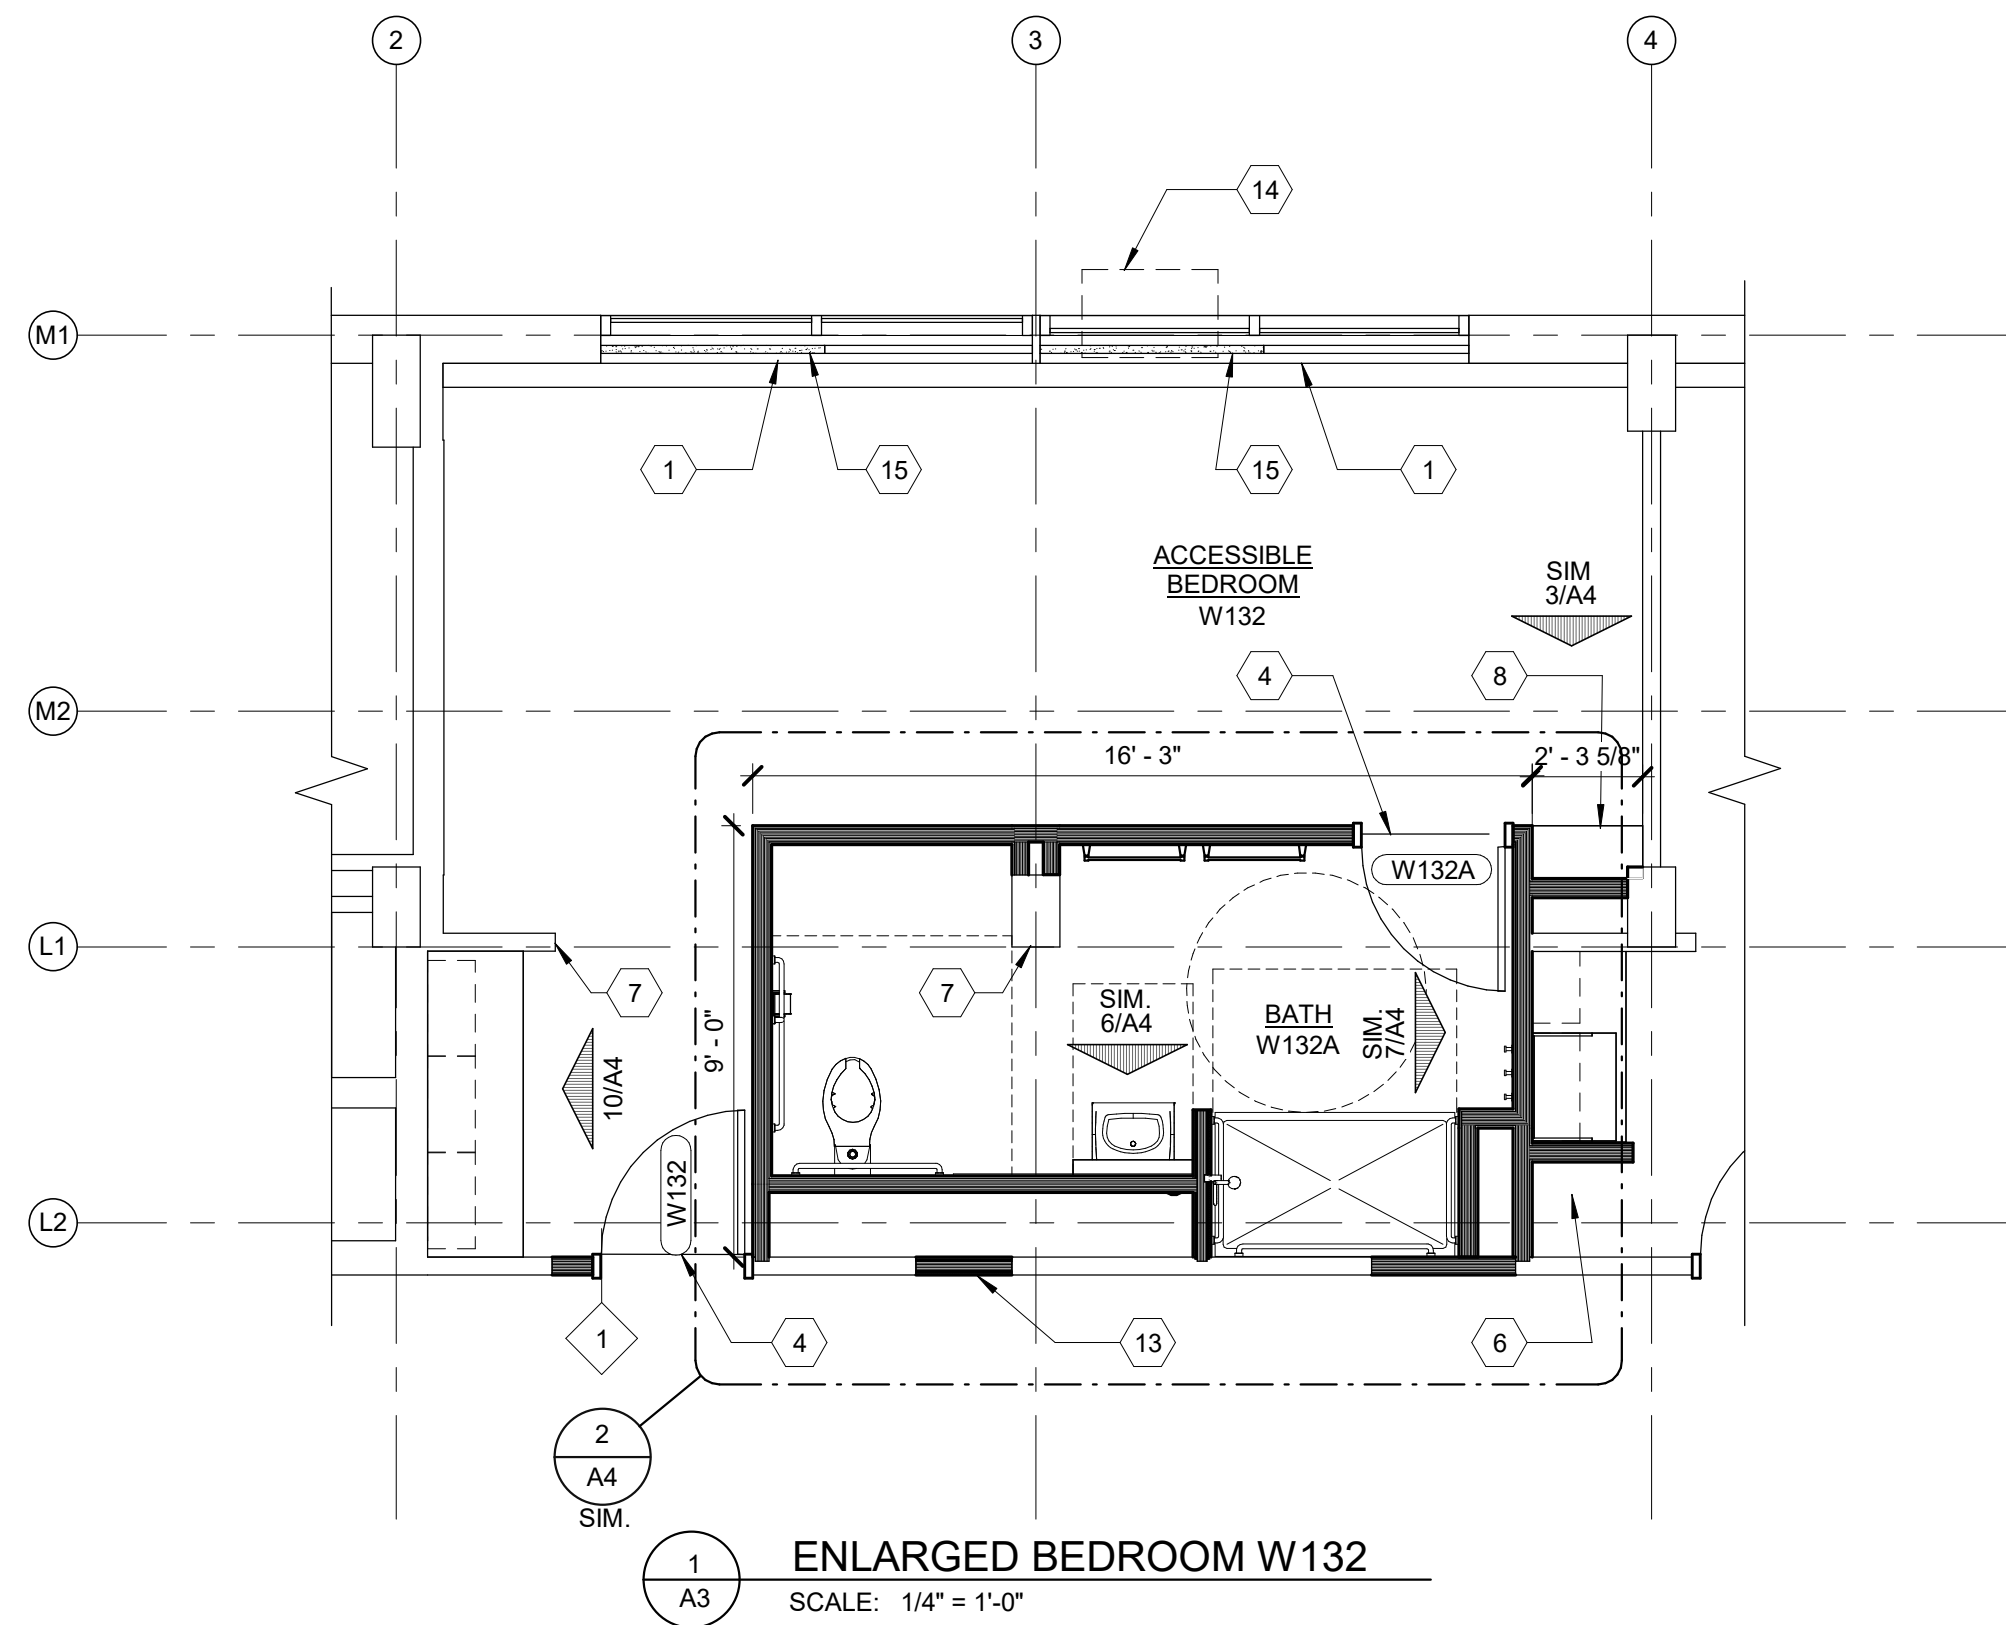 2
3
4
14
M1
1
15
15
1
ACCESSIBLE
BEDROOM
W132
SIM
3/A4
4
8
M2
16' - 3"
2' - 3 5/8"
W132A
L1
7
7
SIM.
6/A4
BATH
W132A
SIM.
7/A4
9' - 0"
10/A4
W132
L2
1
4
13
6
2
A4
SIM.
1
A3
ENLARGED BEDROOM W132
SCALE: 1/4" = 1'-0"